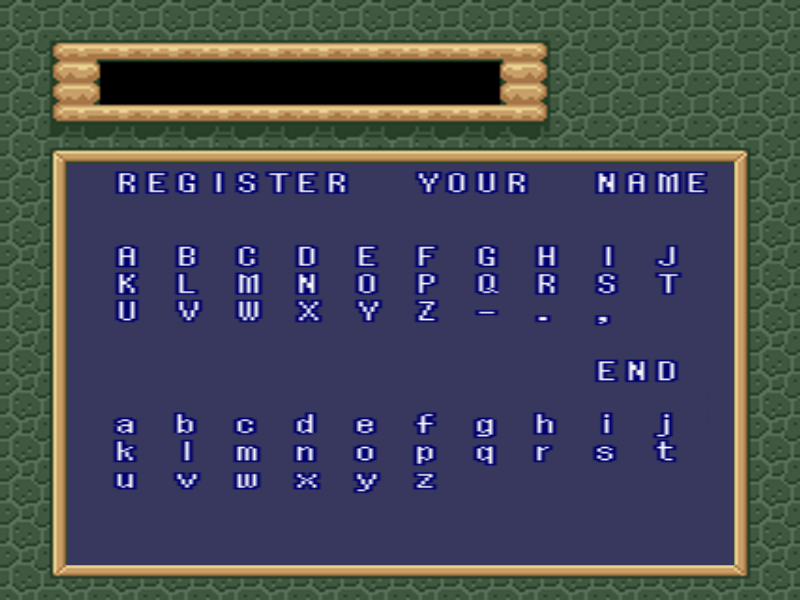 REGISTER YOUR NAME
A B C D E F G H I J
K L M N O P Q R S T
U V W X Y Z - . ,
END
a b c d e f g h i j
k l m n o p q r s t
u v w x y z